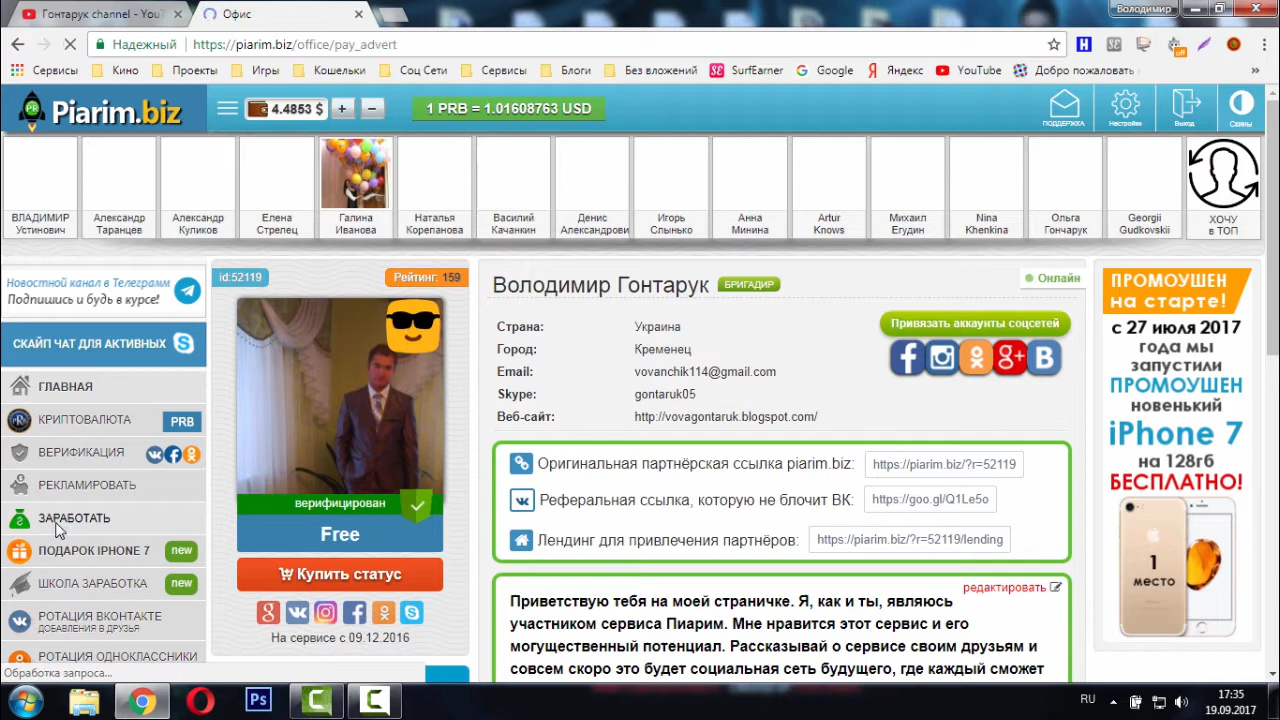 Гонтарук channel - YouT
Офис
Володимир
Надежный
https://piarim.biz/office/pay_advert
Сервисы
Кино
Проекты
Игры
Кошельки
Соц Сети
Сервисы
Блоги
Без вложений
SurfEarner
Google
Яндекс
YouTube
Добро пожаловать
Piarim.biz
4.4853 $
+
−
1 PRB = 1.01608763 USD
ПОДДЕРЖКА
Настройки
Выход
Скины
ВЛАДИМИР
Устинович
Александр
Таранцев
Александр
Куликов
Елена
Стрелец
Галина
Иванова
Наталья
Корепанова
Василий
Качанкин
Денис
Александрови
Игорь
Слынько
Анна
Минина
Artur
Knows
Михаил
Егудин
Nina
Khenkina
Ольга
Гончарук
Georgii
Gudkovskii
ХОЧУ
в ТОП
Новостной канал в Телеграмм
Подпишись и будь в курсе!
СКАЙП ЧАТ ДЛЯ АКТИВНЫХ
ГЛАВНАЯ
КРИПТОВАЛЮТА
PRB
ВЕРИФИКАЦИЯ
РЕКЛАМИРОВАТЬ
ЗАРАБОТАТЬ
ПОДАРОК IPHONE 7
new
ШКОЛА ЗАРАБОТКА
new
РОТАЦИЯ ВКОНТАКТЕ
ДОБАВЛЕНИЯ В ДРУЗЬЯ
РОТАЦИЯ ОДНОКЛАССНИКИ
Обработка запроса...
id:52119
Рейтинг: 159
верифицирован
Free
Купить статус
На сервисе с 09.12.2016
Володимир Гонтарук
БРИГАДИР
Онлайн
Страна:
Украина
Город:
Кременец
Email:
vovanchik114@gmail.com
Skype:
gontaruk05
Веб-сайт:
http://vovagontaruk.blogspot.com/
Привязать аккаунты соцсетей
Оригинальная партнёрская ссылка piarim.biz:
https://piarim.biz/?r=52119
Реферальная ссылка, которую не блочит ВК:
https://goo.gl/Q1Le5o
Лендинг для привлечения партнёров:
https://piarim.biz/?r=52119/lending
редактировать
Приветствую тебя на моей страничке. Я, как и ты, являюсь
участником сервиса Пиарим. Мне нравится этот сервис и его
могущественный потенциал. Рассказывай о сервисе своим друзьям и
совсем скоро это будет социальная сеть будущего, где каждый сможет
ПРОМОУШЕН
на старте!
с 27 июля 2017
года мы
запустили
ПРОМОУШЕН
новенький
iPhone 7
на 128гб
БЕСПЛАТНО!
1
место
Ps
RU
17:35
19.09.2017